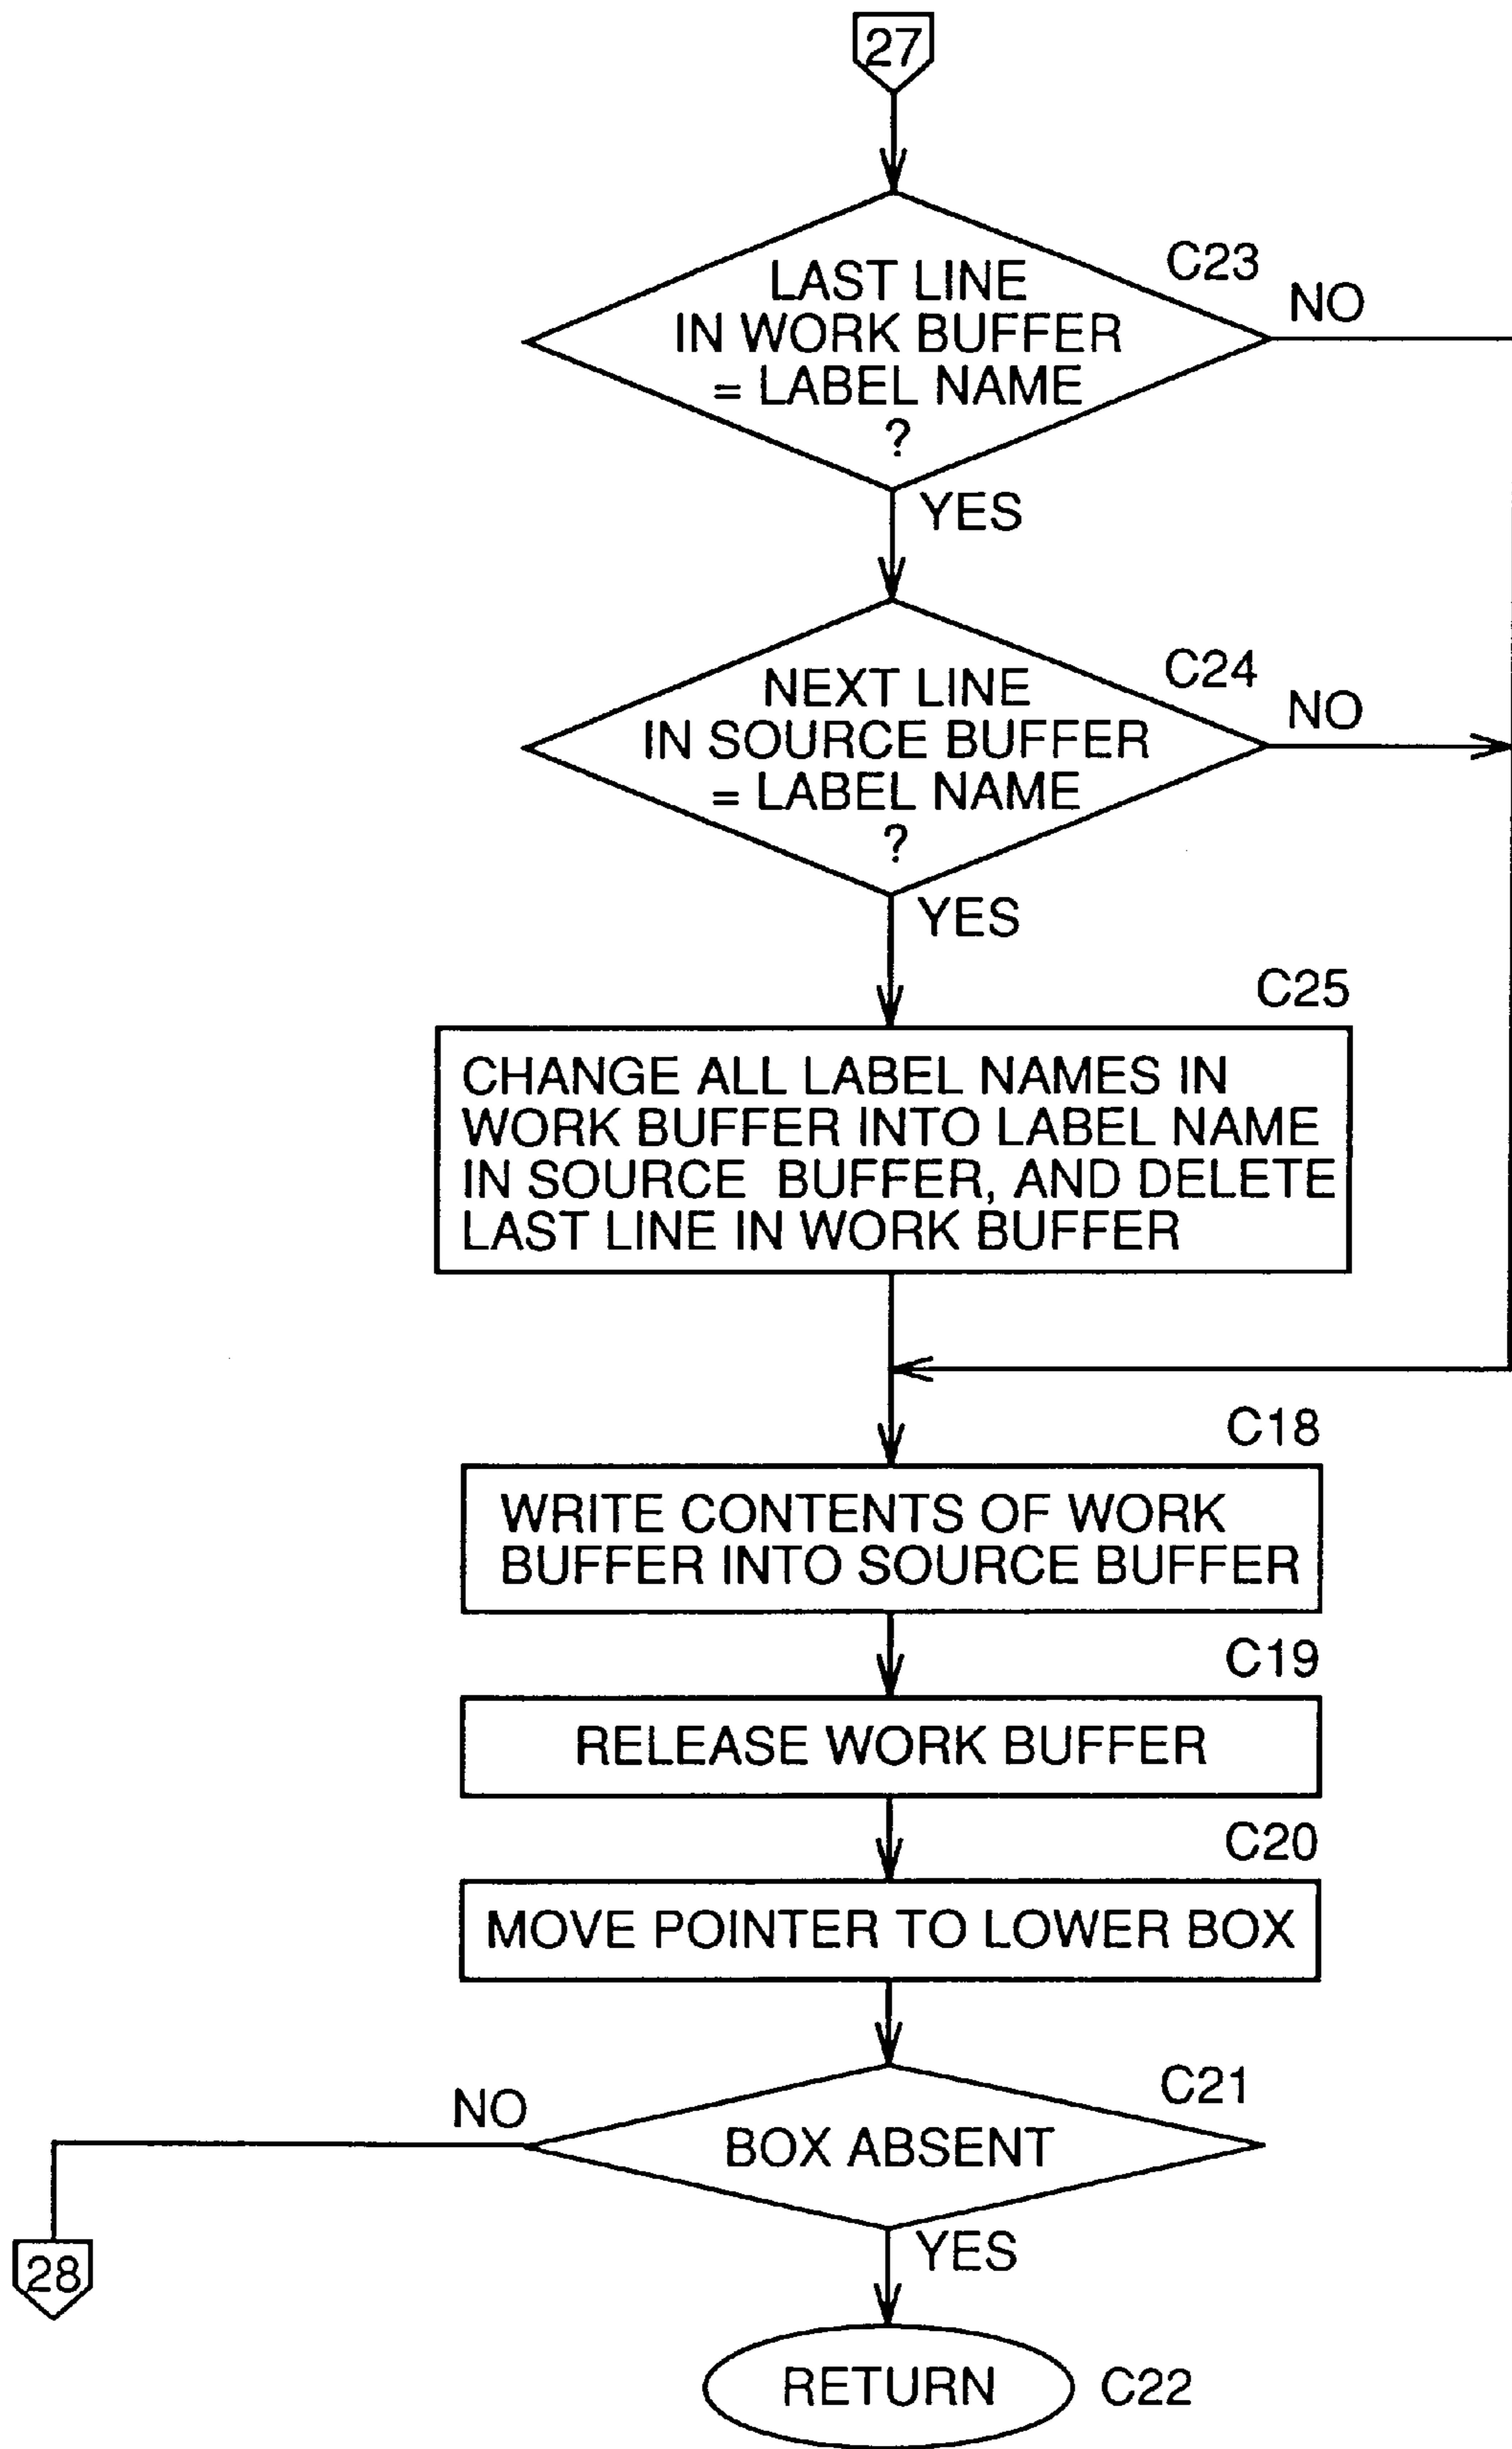 27
C23
LAST LINE
IN WORK BUFFER
= LABEL NAME
?
NO
YES
C24
NEXT LINE
IN SOURCE BUFFER
= LABEL NAME
?
NO
YES
C25
CHANGE ALL LABEL NAMES IN
WORK BUFFER INTO LABEL NAME
IN SOURCE BUFFER, AND DELETE
LAST LINE IN WORK BUFFER
C18
WRITE CONTENTS OF WORK
BUFFER INTO SOURCE BUFFER
C19
RELEASE WORK BUFFER
C20
MOVE POINTER TO LOWER BOX
C21
NO
BOX ABSENT
YES
28
RETURN
C22